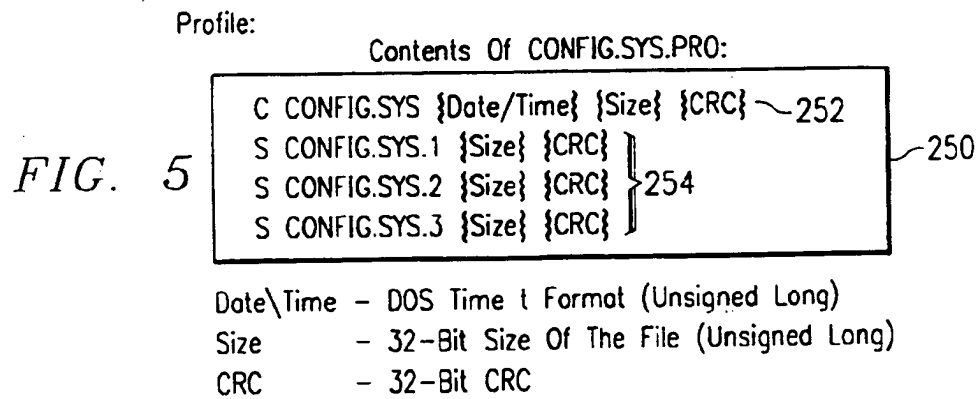 Profile:
Contents Of CONFIG.SYS.PRO:
C CONFIG.SYS {Date/Time} {Size} {CRC} 252
S CONFIG.SYS.1 {Size} {CRC}
S CONFIG.SYS.2 {Size} {CRC} 254
S CONFIG.SYS.3 {Size} {CRC}
250
FIG. 5
Date\Time - DOS Time t Format (Unsigned Long)
Size - 32-Bit Size Of The File (Unsigned Long)
CRC - 32-Bit CRC